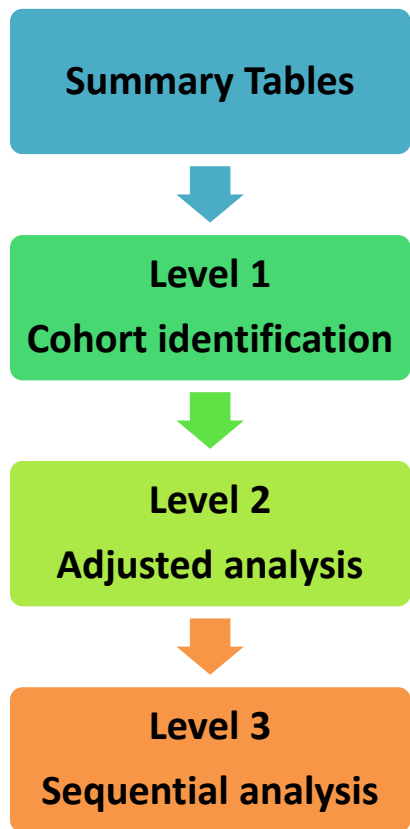 Summary Tables
Level 1
Cohort identification
Level 2
Adjusted analysis
Level 3
Sequential analysis